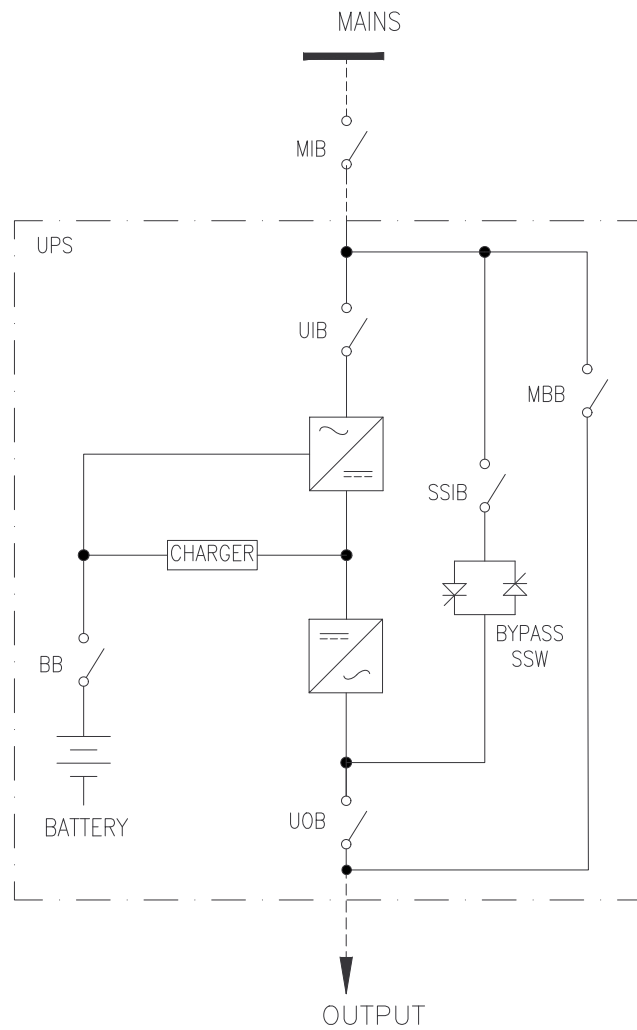 MAINS
MIB
UPS
UIB
MBB
SSIB
CHARGER
BYPASS
SSW
BB
BATTERY
UOB
OUTPUT